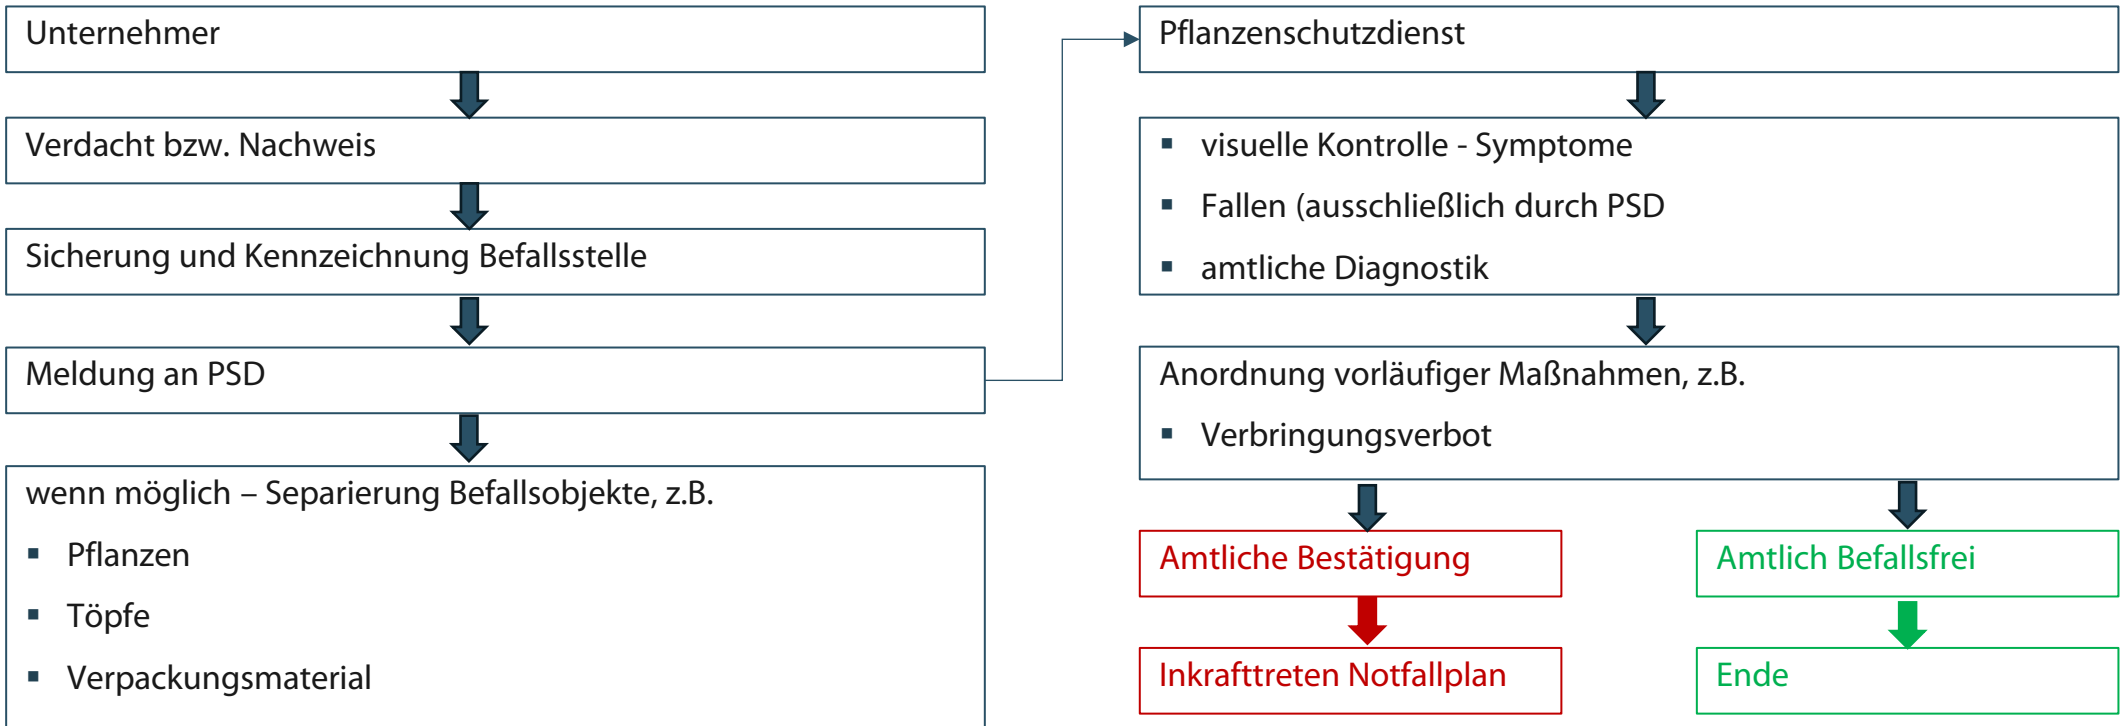 Unternehmer
Verdacht bzw. Nachweis
Sicherung und Kennzeichnung Befallsstelle
Meldung an PSD
wenn möglich – Separierung Befallsobjekte, z.B.
▪ Pflanzen
▪ Töpfe
▪ Verpackungsmaterial
Pflanzenschutzdienst
▪ visuelle Kontrolle - Symptome
▪ Fallen (ausschließlich durch PSD
▪ amtliche Diagnostik
Anordnung vorläufiger Maßnahmen, z.B.
▪ Verbringungsverbot
Amtliche Bestätigung
Inkrafttreten Notfallplan
Amtlich Befallsfrei
Ende